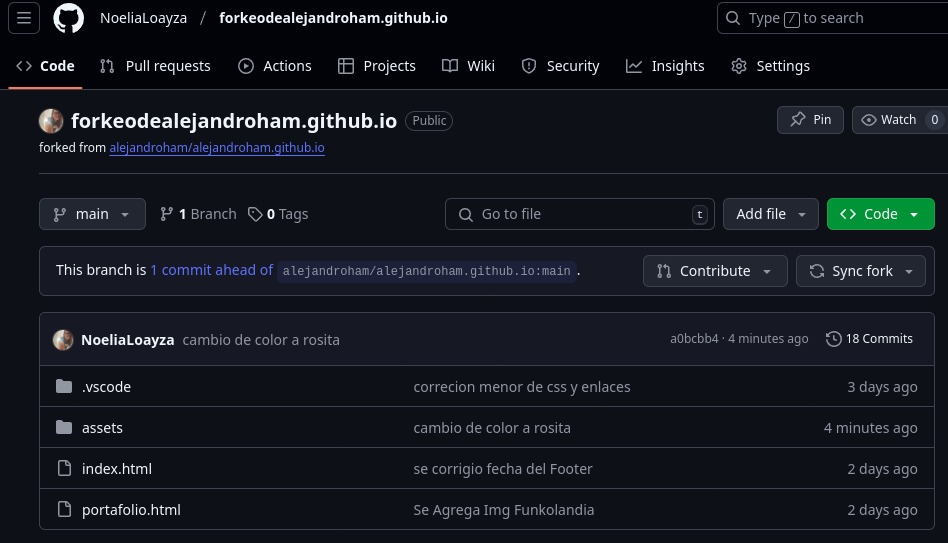 NoeliaLoayza / forkeodealejandroham.github.io Type / to search
Code Pull requests Actions Projects Wiki Security Insights Settings
forkeodealejandroham.github.io Public Pin Watch 0
forked from alejandroham/alejandroham.github.io
main 1 Branch 0 Tags Go to file t Add file Code
This branch is 1 commit ahead of alejandroham/alejandroham.github.io:main. Contribute Sync fork
NoeliaLoayza cambio de color a rosita a0bcbb4 · 4 minutes ago 18 Commits
.vscode correcion menor de css y enlaces 3 days ago
assets cambio de color a rosita 4 minutes ago
index.html se corrigio fecha del Footer 2 days ago
portafolio.html Se Agrega Img Funkolandia 2 days ago